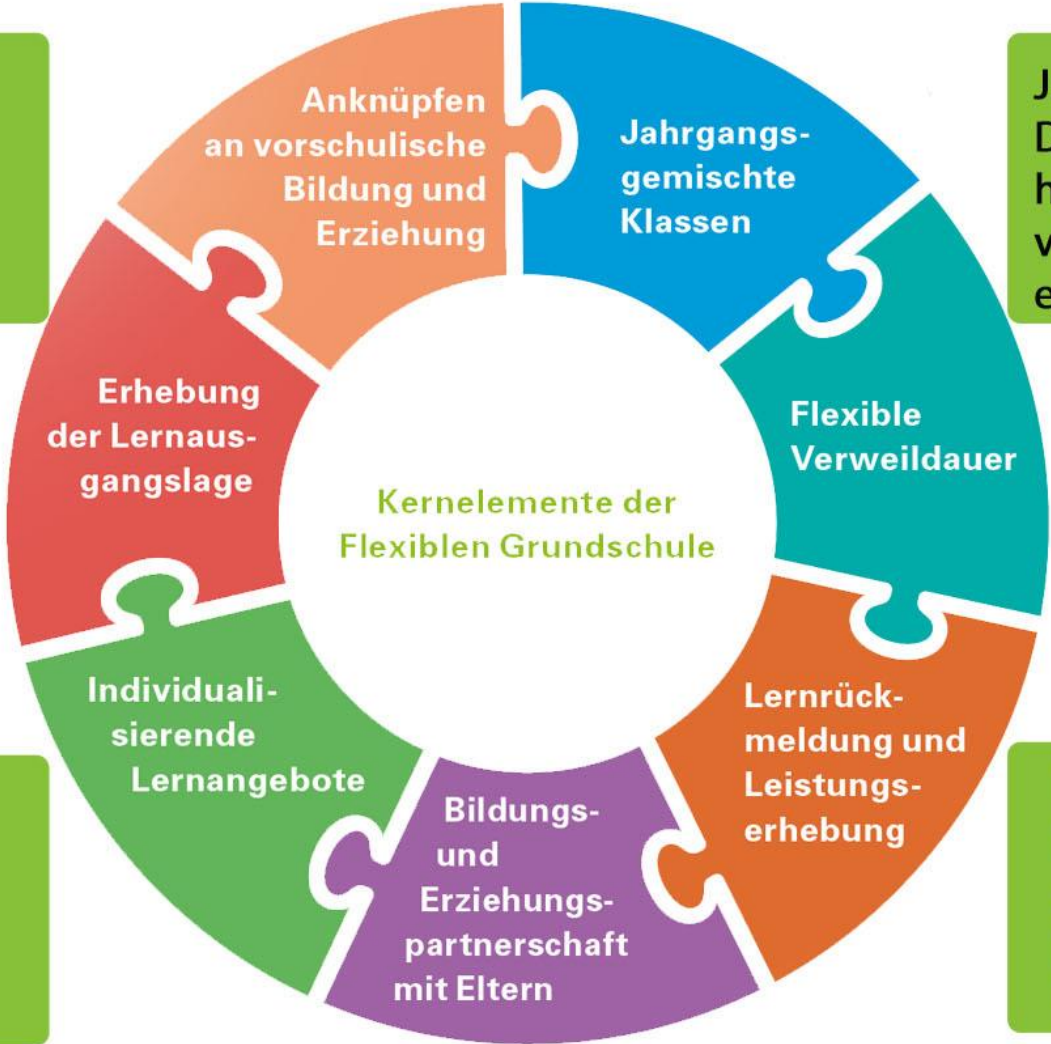 Anknüpfen
an vorschulische
Bildung und
Erziehung
Jahrgangs-
gemischte
Klassen
Flexible
Verweildauer
Lernrück-
meldung und
Leistungs-
erhebung
Bildungs-
und
Erziehungs-
partnerschaft
mit Eltern
Individuali-
sierende
Lernangebote
Erhebung
der Lernaus-
gangslage
Kernelemente der
Flexiblen Grundschule